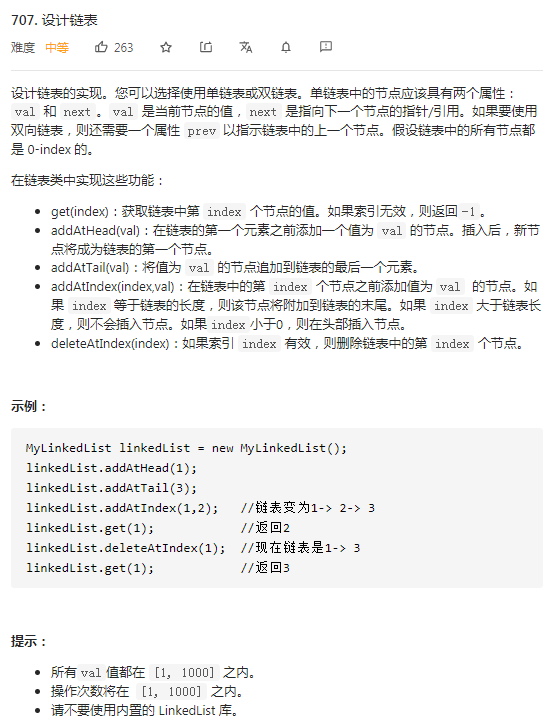 707. 设计链表
难度 中等 263
设计链表的实现。您可以选择使用单链表或双链表。单链表中的节点应该具有两个属性：
val 和 next 。val 是当前节点的值，next 是指向下一个节点的指针/引用。如果要使用
双向链表，则还需要一个属性 prev 以指示链表中的上一个节点。假设链表中的所有节点都
是 0-index 的。
在链表类中实现这些功能：
• get(index)：获取链表中第 index 个节点的值。如果索引无效，则返回-1 。
• addAtHead(val)：在链表的第一个元素之前添加一个值为 val 的节点。插入后，新节
点将成为链表的第一个节点。
• addAtTail(val)：将值为 val 的节点追加到链表的最后一个元素。
• addAtIndex(index,val)：在链表中的第 index 个节点之前添加值为 val 的节点。如
果 index 等于链表的长度，则该节点将附加到链表的末尾。如果 index 大于链表长
度，则不会插入节点。如果index小于0，则在头部插入节点。
• deleteAtIndex(index)：如果索引 index 有效，则删除链表中的第 index 个节点。
示例：
MyLinkedList linkedList = new MyLinkedList();
linkedList.addAtHead(1);
linkedList.addAtTail(3);
linkedList.addAtIndex(1,2); //链表变为1-> 2-> 3
linkedList.get(1); //返回2
linkedList.deleteAtIndex(1); //现在链表是1-> 3
linkedList.get(1); //返回3
提示：
• 所有val 值都在 [1, 1000] 之内。
• 操作次数将在 [1, 1000] 之内。
• 请不要使用内置的 LinkedList 库。